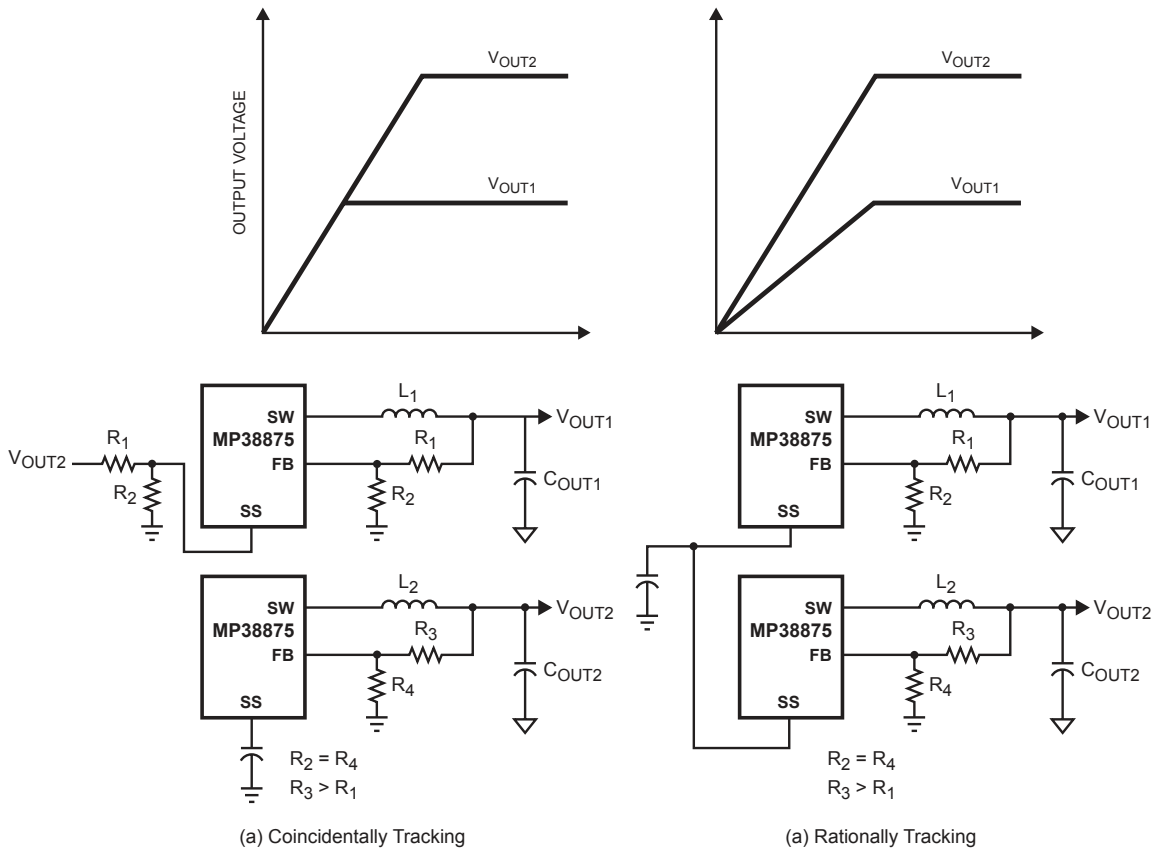 OUTPUT VOLTAGE
VOUT2
VOUT1
VOUT2
VOUT1
L1
SW
VOUT1
MP38875
R1
R1
VOUT2
FB
R2
R2
COUT1
SS
L2
SW
VOUT2
MP38875
R3
FB
R4
COUT2
SS
R2 = R4
R3 > R1
(a) Coincidentally Tracking
L1
SW
VOUT1
MP38875
R1
FB
R2
COUT1
SS
L2
SW
VOUT2
MP38875
R3
FB
R4
COUT2
SS
R2 = R4
R3 > R1
(a) Rationally Tracking